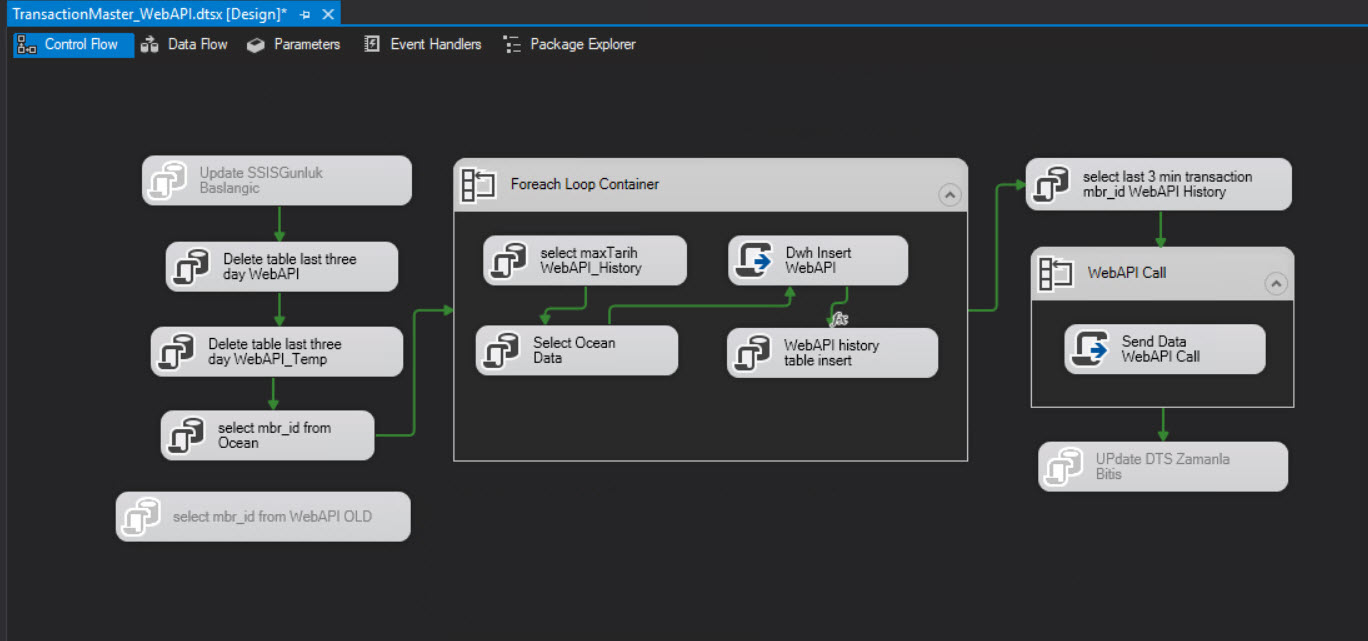 TransactionMaster_WebAPI.dtsx [Design]*
Control Flow
Data Flow
Parameters
Event Handlers
Package Explorer
Update SSISGunluk
Baslangic
Delete table last three
day WebAPI
Delete table last three
day WebAPI_Temp
select mbr_id from
Ocean
select mbr_id from WebAPI OLD
Foreach Loop Container
select maxTarih
WebAPI_History
Select Ocean
Data
Dwh Insert
WebAPI
fx
WebAPI history
table insert
select last 3 min transaction
mbr_id WebAPI History
WebAPI Call
Send Data
WebAPI Call
UPdate DTS Zamanla
Bitis